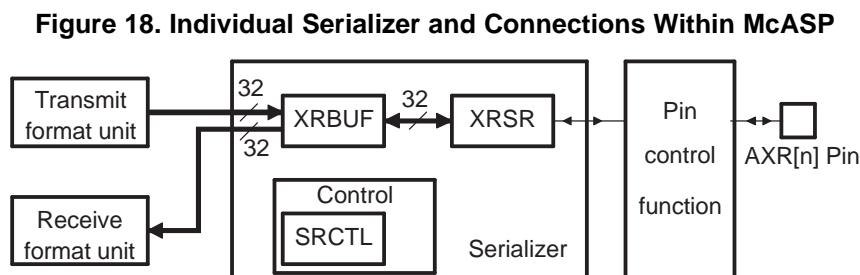 Figure 18. Individual Serializer and Connections Within McASP
Transmit
format unit
32
32
XRBUF
32
XRSR
Pin
control
function
AXR[n] Pin
Receive
format unit
Control
SRCTL
Serializer